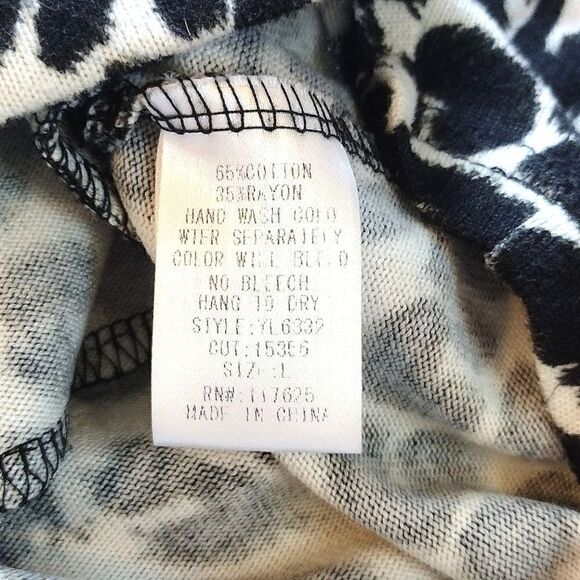 65%COTTON
35%RAYON
HAND WASH COLD
WTER SEPARATELY
COLOR WILL BLEED
NO BLEECH
HANG TO DRY
STYLE:YL6332
CUT:15356
SIZE:L
RN#:117625
MADE IN CHINA